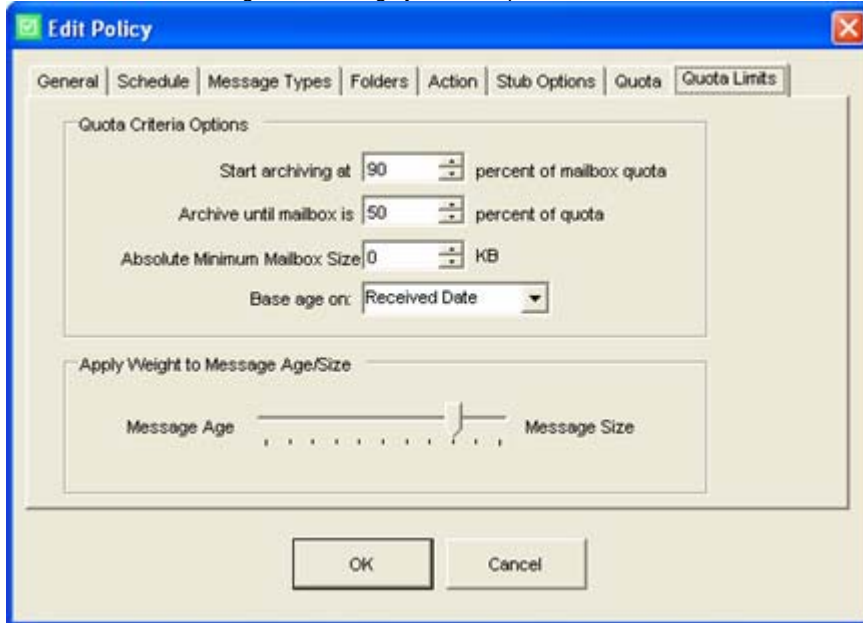 Edit Policy
General Schedule Message Types Folders Action Stub Options Quota Quota Limits
Quota Criteria Options
Start archiving at 90 percent of mailbox quota
Archive until mailbox is 50 percent of quota
Absolute Minimum Mailbox Size 0 KB
Base age on: Received Date
Apply Weight to Message Age/Size
Message Age Message Size
OK Cancel